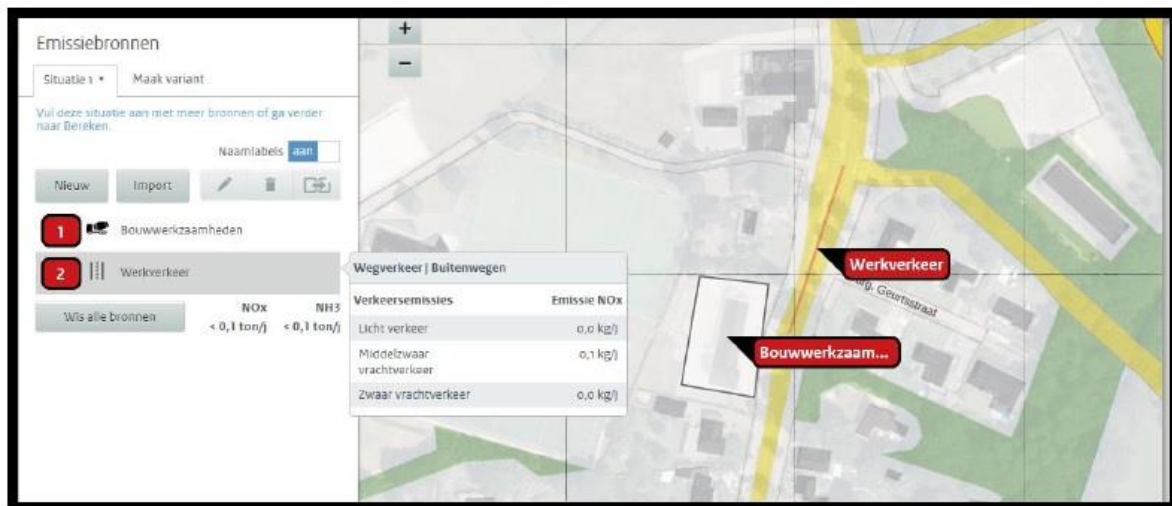 Emissiebronnen
Situatie 1
Maak variant
Vul deze situatie aan met meer bronnen of ga verder
naar Bereken.
Naamlabels aan
Nieuw
Import
1 Bouwwerkzaamheden
2 Werkverkeer
Wis alle bronnen
NOx NH3
< 0,1 ton/j < 0,1 ton/j
Wegverkeer | Buitenwegen
Verkeersemissies Emissie NOx
Licht verkeer 0,0 kg/j
Middelzwaar 0,1 kg/j
vrachtverkeer
Zwaar vrachtverkeer 0,0 kg/j
+
−
Werkverkeer
Geurtsstraat
Bouwwerkzaam...